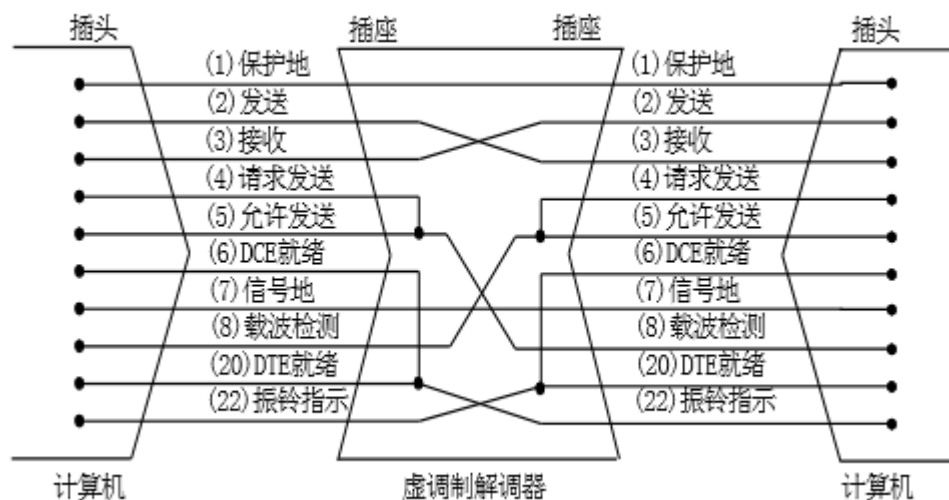 插头 插座 插座 插头
(1)保护地 (1)保护地
(2)发送 (2)发送
(3)接收 (3)接收
(4)请求发送 (4)请求发送
(5)允许发送 (5)允许发送
(6)DCE就绪 (6)DCE就绪
(7)信号地 (7)信号地
(8)载波检测 (8)载波检测
(20)DTE就绪 (20)DTE就绪
(22)振铃指示 (22)振铃指示
计算机 虚调制解调器 计算机